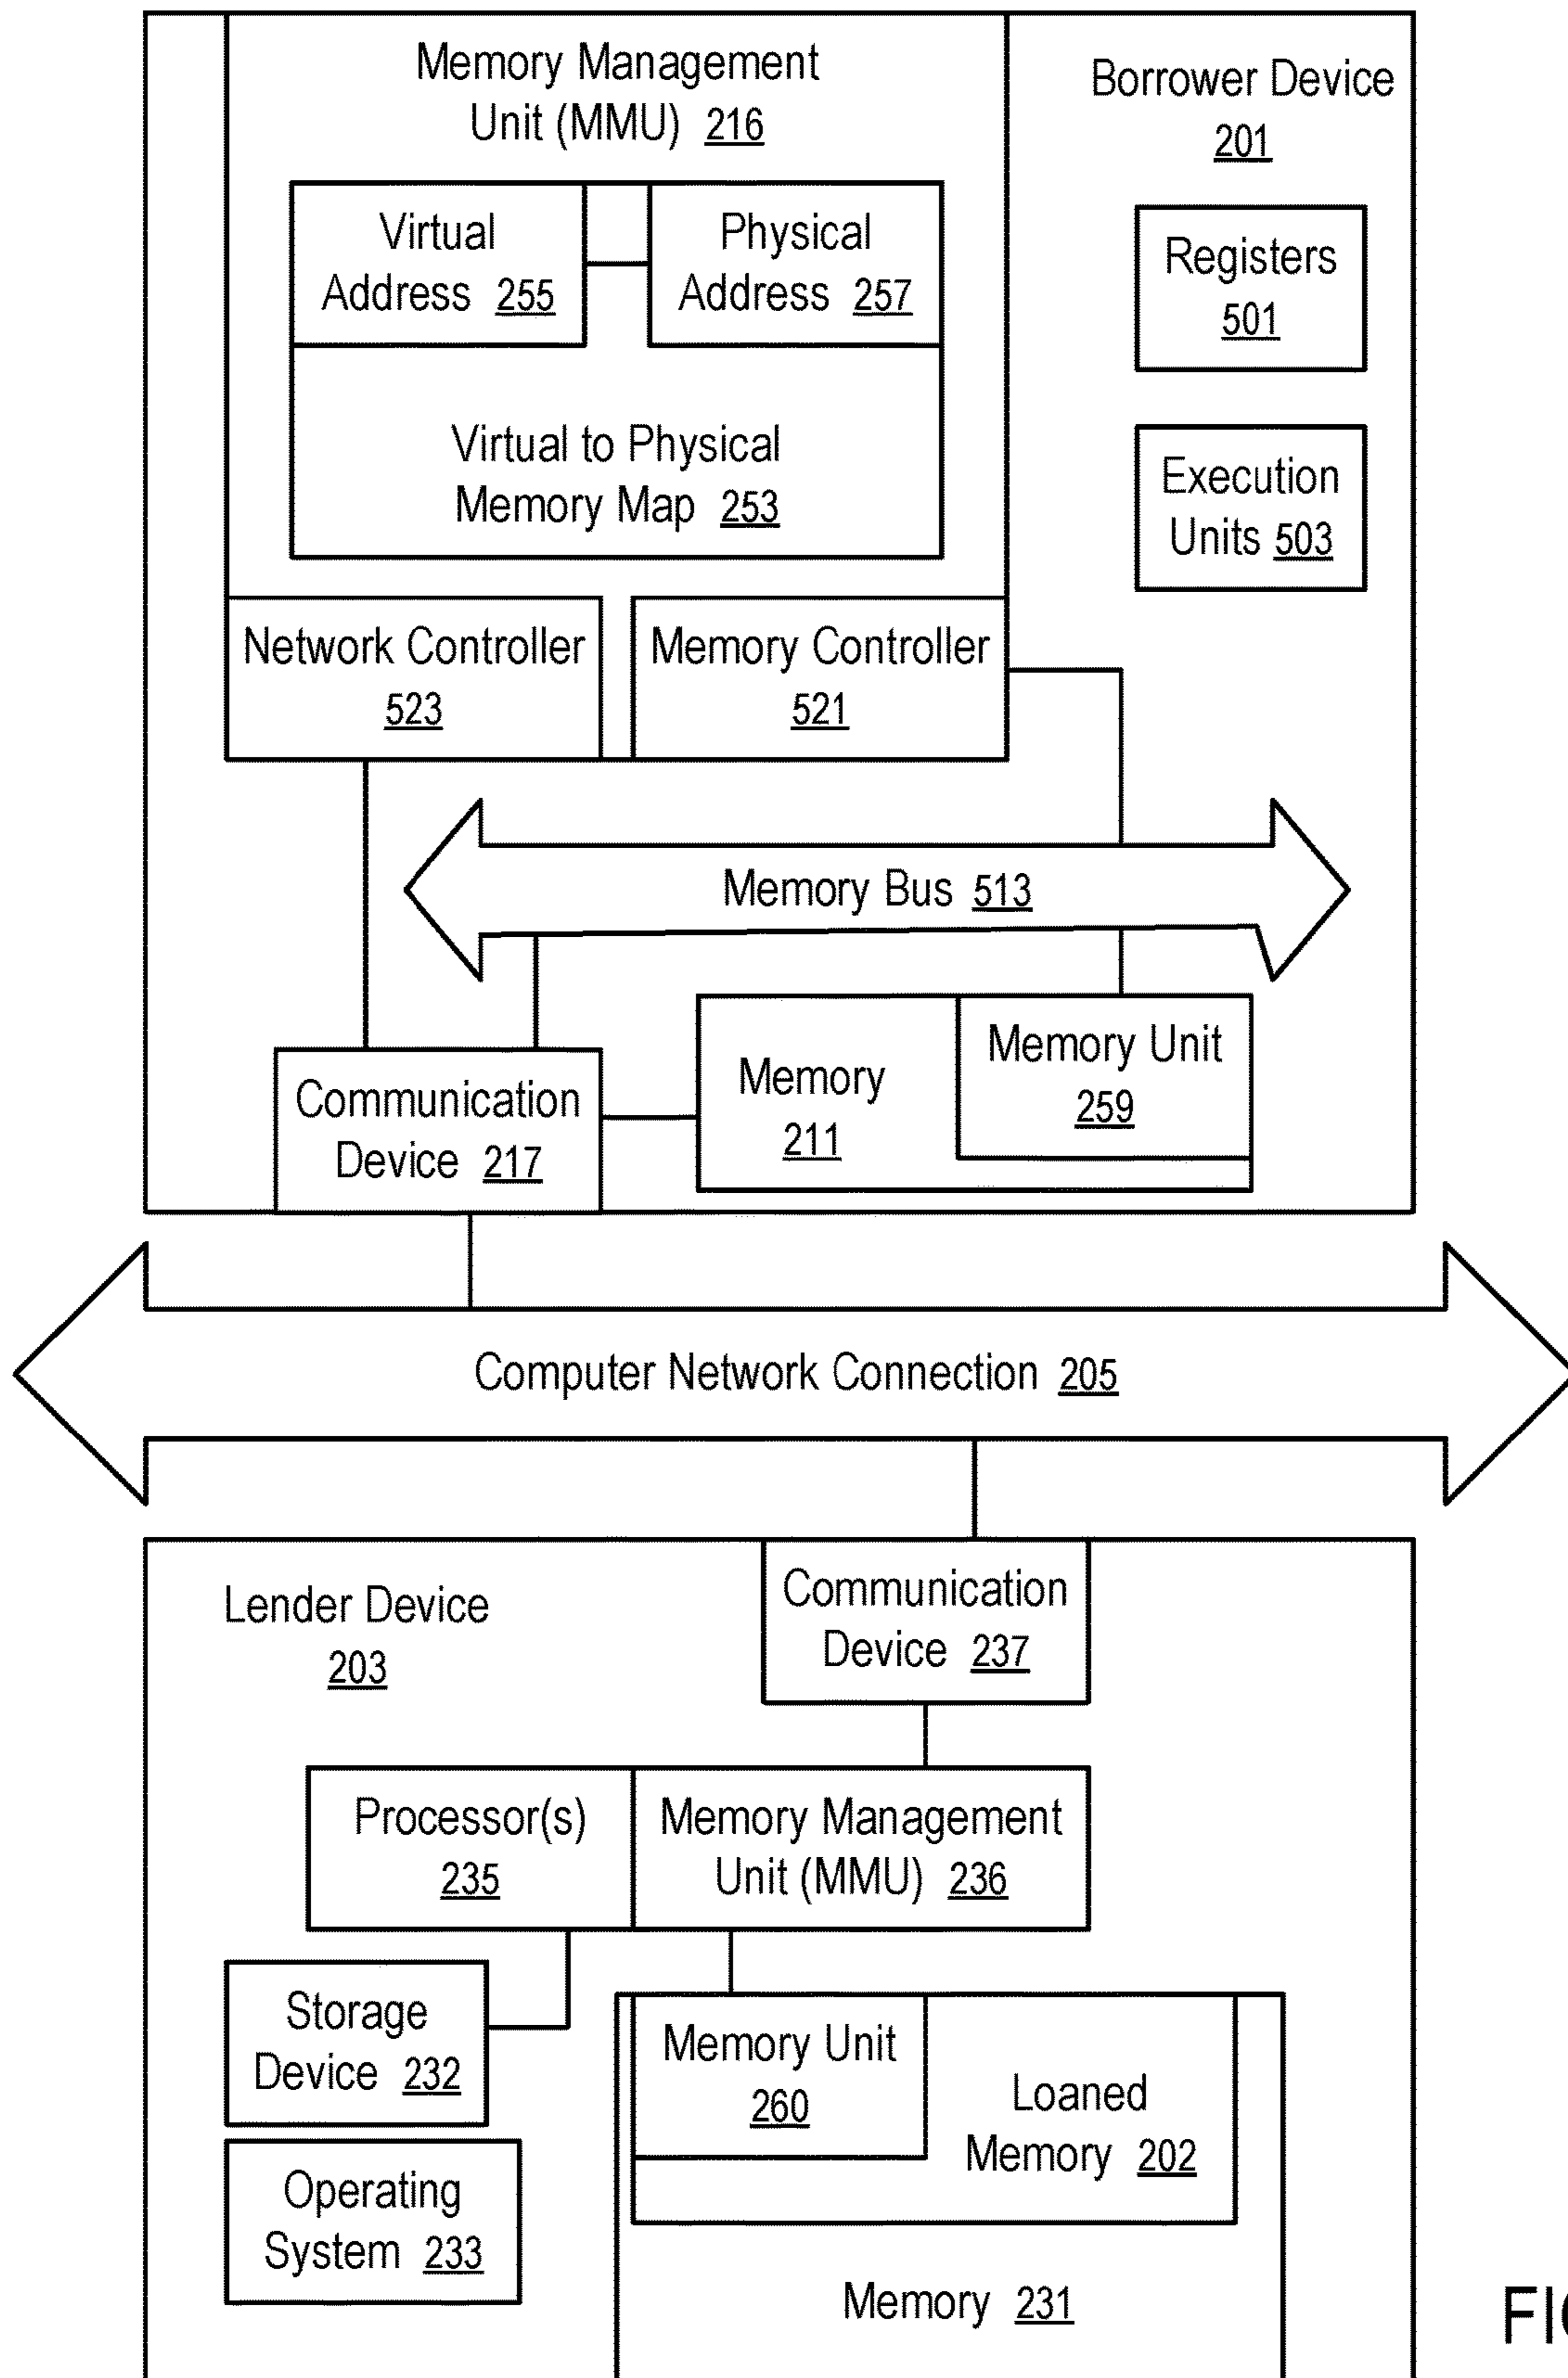 Memory Management
Unit (MMU) 216
Borrower Device
201
Virtual
Address 255
Physical
Address 257
Registers
501
Virtual to Physical
Memory Map 253
Execution
Units 503
Network Controller
523
Memory Controller
521
Memory Bus 513
Communication
Device 217
Memory
211
Memory Unit
259
Computer Network Connection 205
Lender Device
203
Communication
Device 237
Processor(s)
235
Memory Management
Unit (MMU) 236
Storage
Device 232
Memory Unit
260
Loaned
Memory 202
Operating
System 233
Memory 231